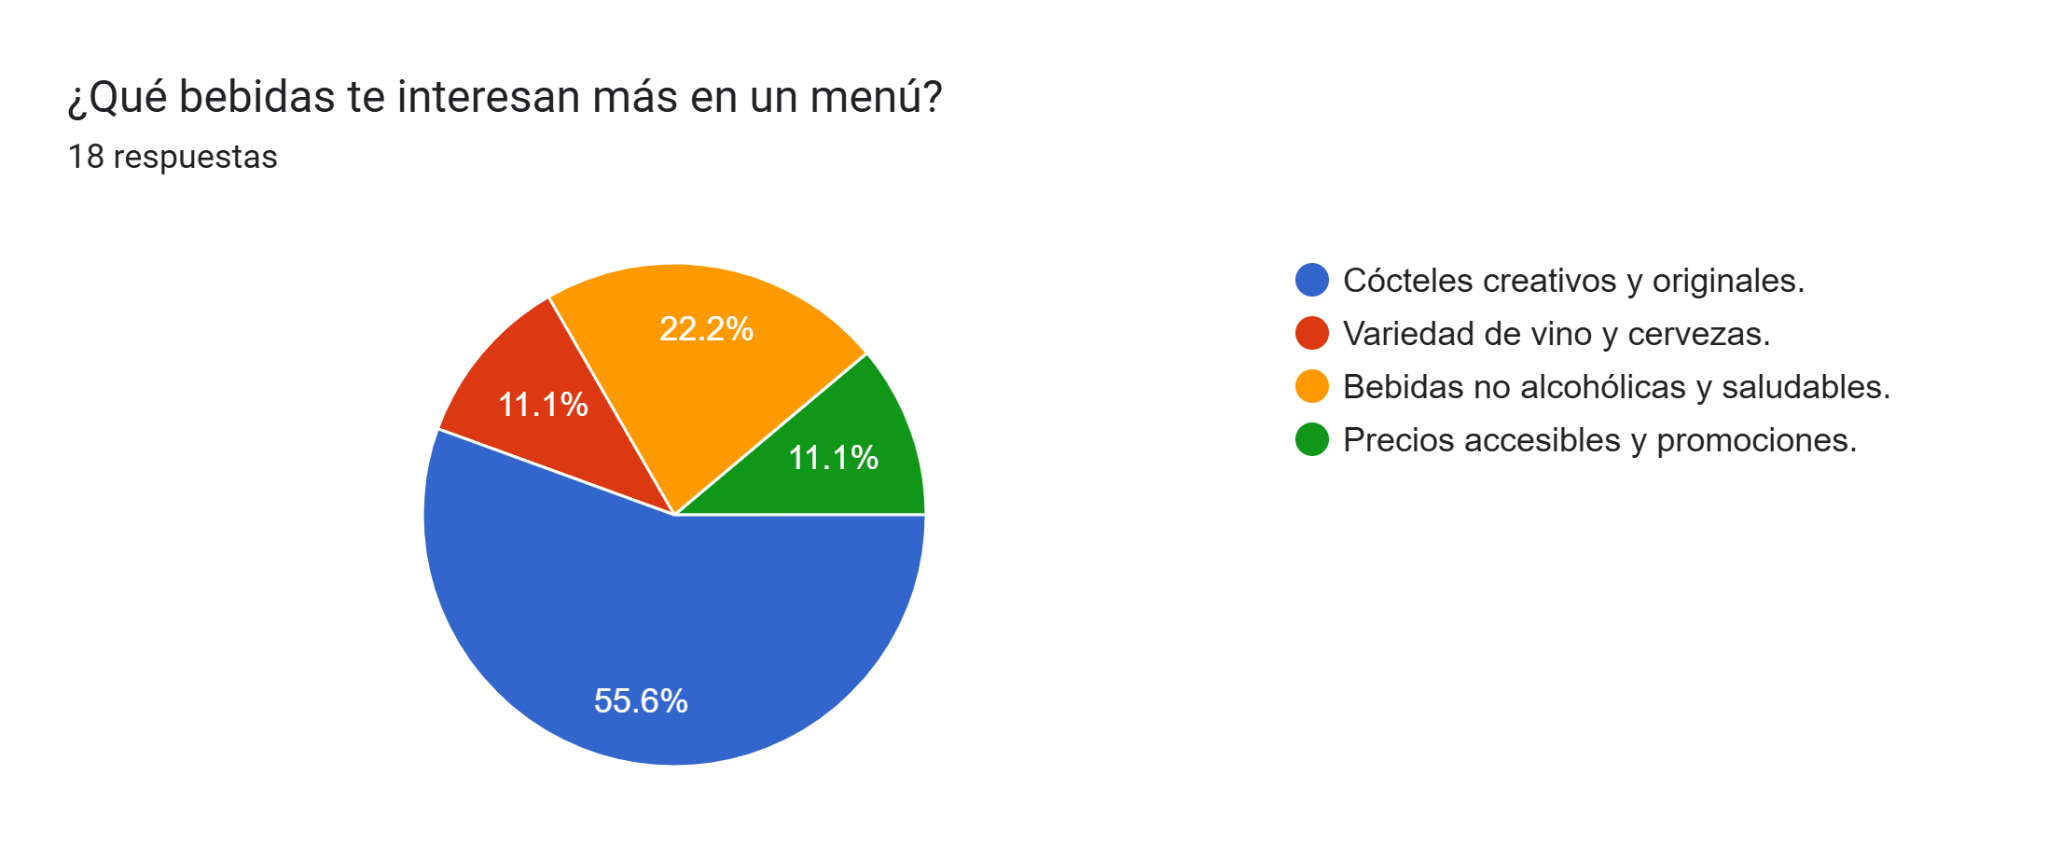 ¿Qué bebidas te interesan más en un menú?
18 respuestas
22.2%
11.1%
11.1%
55.6%
Cócteles creativos y originales.
Variedad de vino y cervezas.
Bebidas no alcohólicas y saludables.
Precios accesibles y promociones.